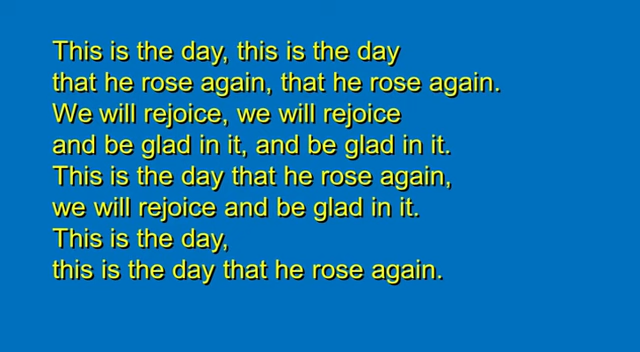 This is the day, this is the day
that he rose again, that he rose again.
We will rejoice, we will rejoice
and be glad in it, and be glad in it.
This is the day that he rose again,
we will rejoice and be glad in it.
This is the day,
this is the day that he rose again.